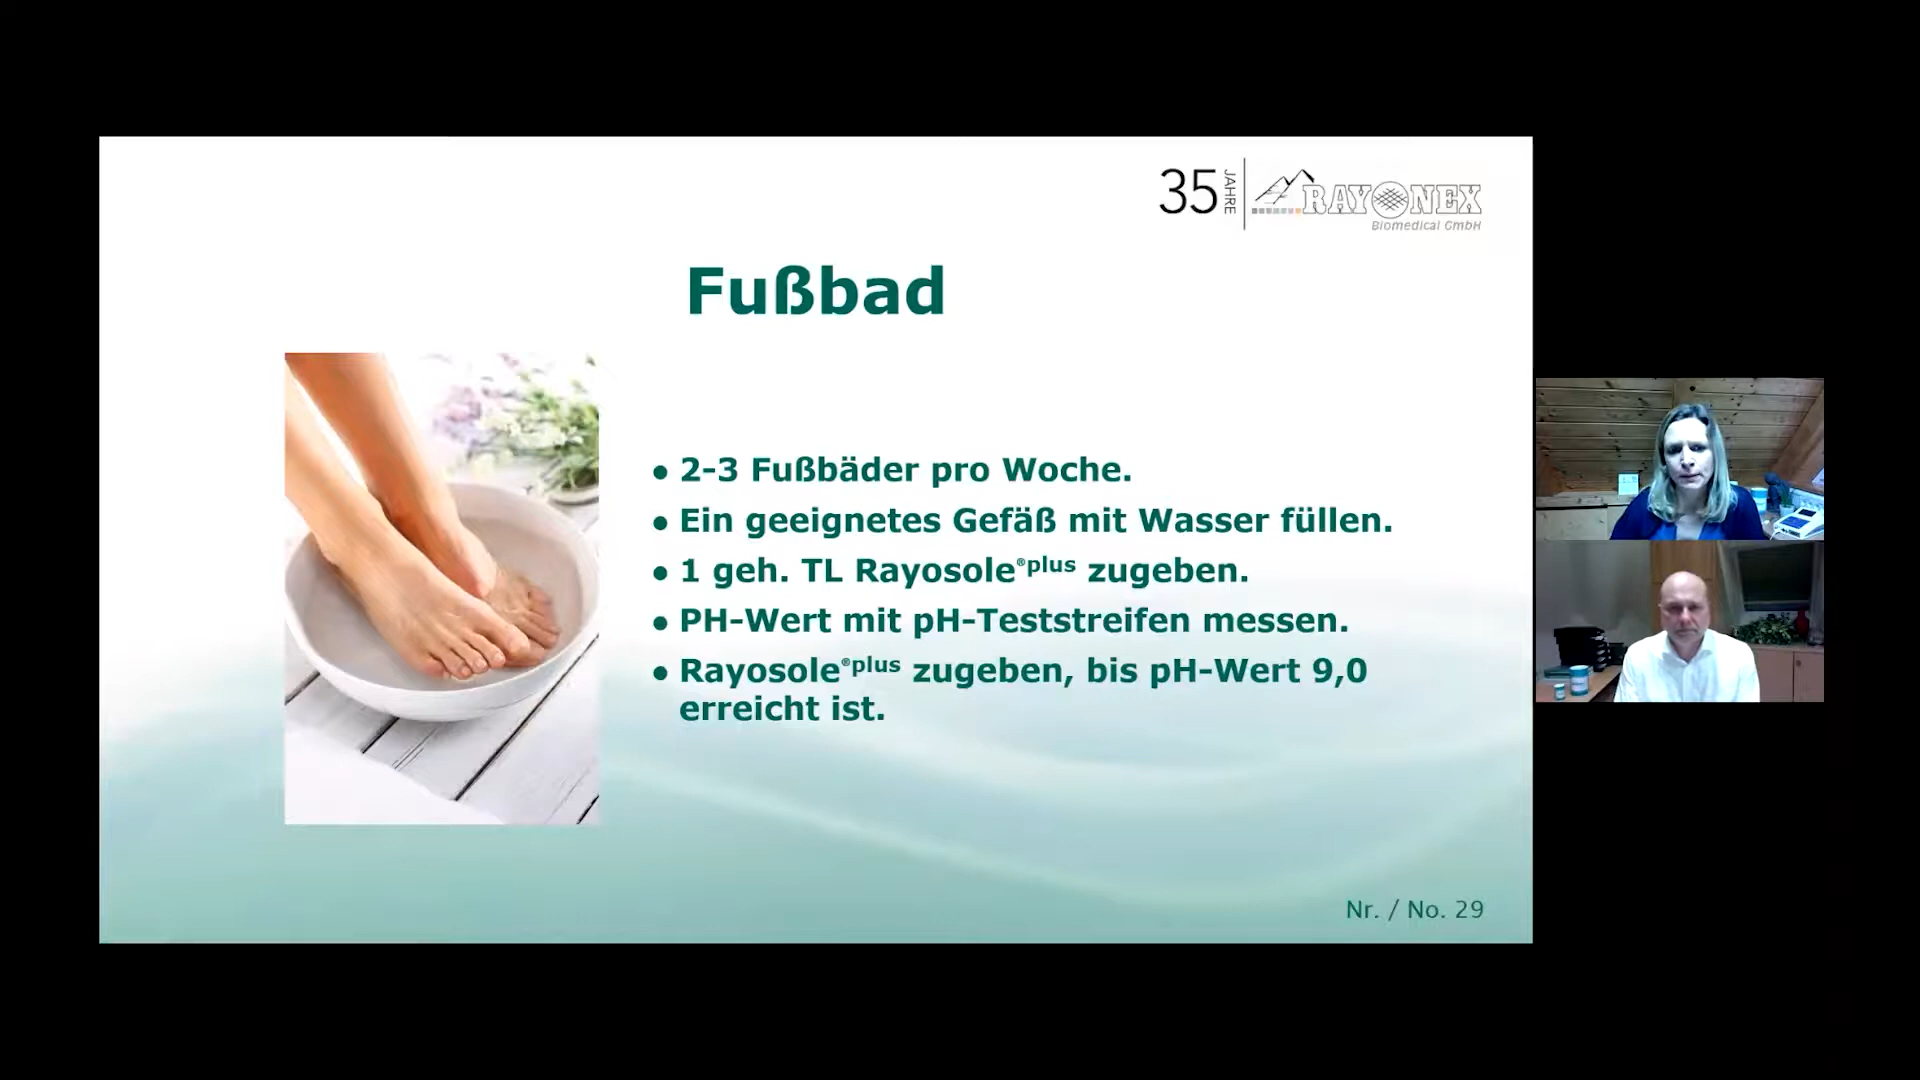 35 JAHRE
RAYONEX
Biomedical GmbH
Fußbad
• 2-3 Fußbäder pro Woche.
• Ein geeignetes Gefäß mit Wasser füllen.
• 1 geh. TL Rayosole®plus zugeben.
• PH-Wert mit pH-Teststreifen messen.
• Rayosole®plus zugeben, bis pH-Wert 9,0
erreicht ist.
Nr. / No. 29